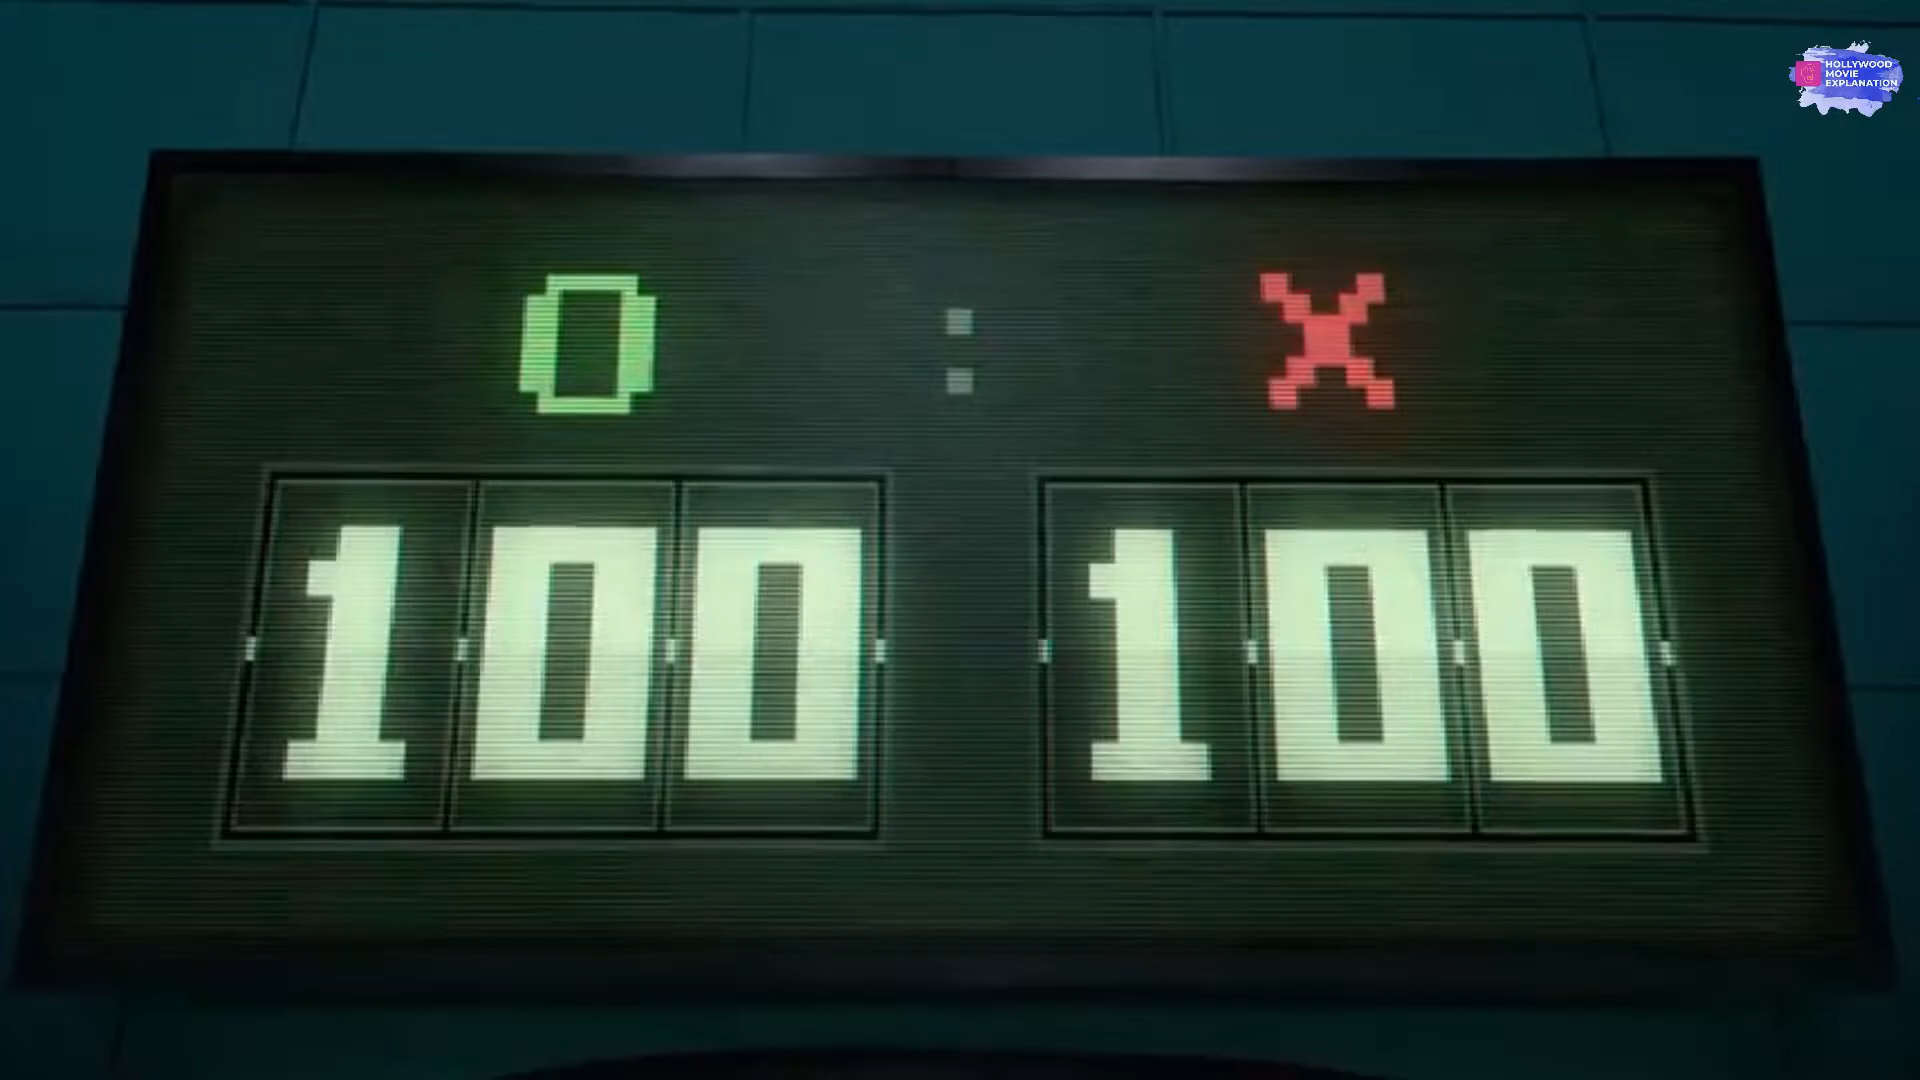 O : X
100 100
HOLLYWOOD
MOVIE
EXPLANATION